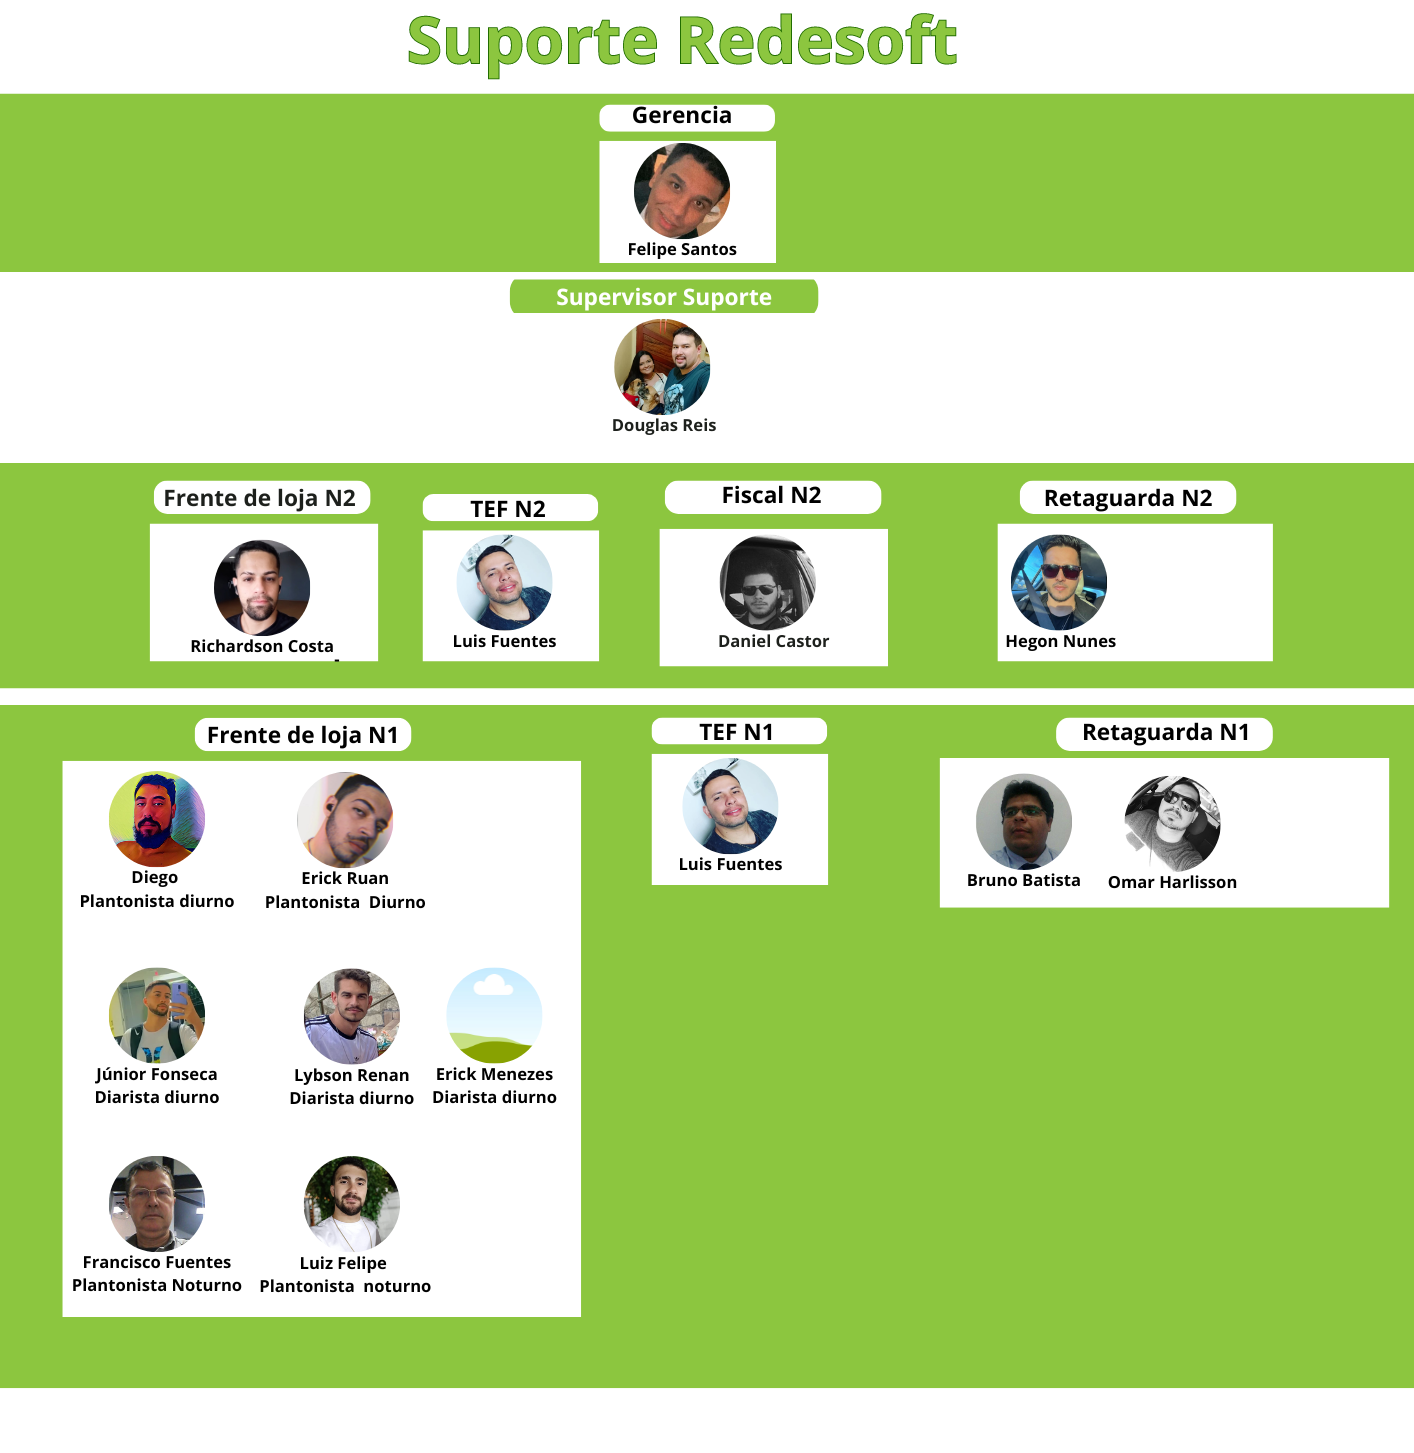 Suporte Redesoft
Gerencia
Felipe Santos
Supervisor Suporte
Douglas Reis
Frente de loja N2
Richardson Costa
TEF N2
Luis Fuentes
Fiscal N2
Daniel Castor
Retaguarda N2
Hegon Nunes
Frente de loja N1
Diego
Plantonista diurno
Erick Ruan
Plantonista Diurno
Júnior Fonseca
Diarista diurno
Lybson Renan
Diarista diurno
Erick Menezes
Diarista diurno
Francisco Fuentes
Plantonista Noturno
Luiz Felipe
Plantonista noturno
TEF N1
Luis Fuentes
Retaguarda N1
Bruno Batista
Omar Harlisson